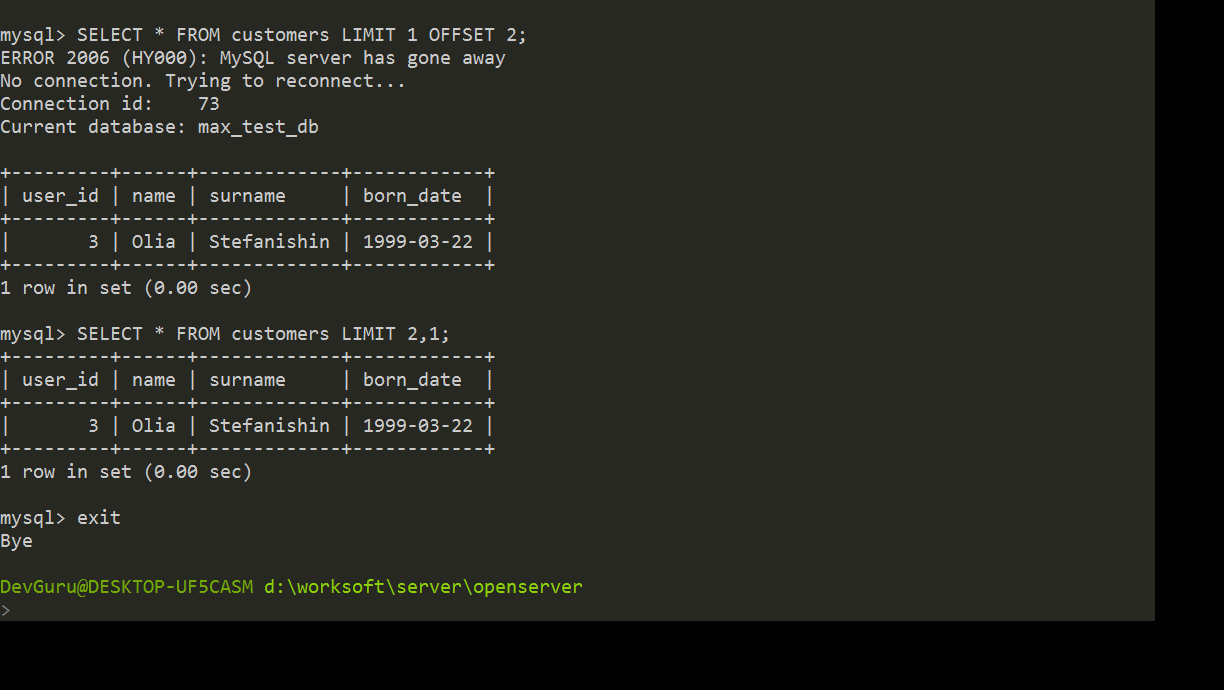 mysql> SELECT * FROM customers LIMIT 1 OFFSET 2;
ERROR 2006 (HY000): MySQL server has gone away
No connection. Trying to reconnect...
Connection id:    73
Current database: max_test_db
+---------+------+-------------+------------+
| user_id | name | surname     | born_date  |
+---------+------+-------------+------------+
|       3 | Olia | Stefanishin | 1999-03-22 |
+---------+------+-------------+------------+
1 row in set (0.00 sec)
mysql> SELECT * FROM customers LIMIT 2,1;
+---------+------+-------------+------------+
| user_id | name | surname     | born_date  |
+---------+------+-------------+------------+
|       3 | Olia | Stefanishin | 1999-03-22 |
+---------+------+-------------+------------+
1 row in set (0.00 sec)
mysql> exit
Bye
DevGuru@DESKTOP-UF5CASM d:\worksoft\server\openserver
>